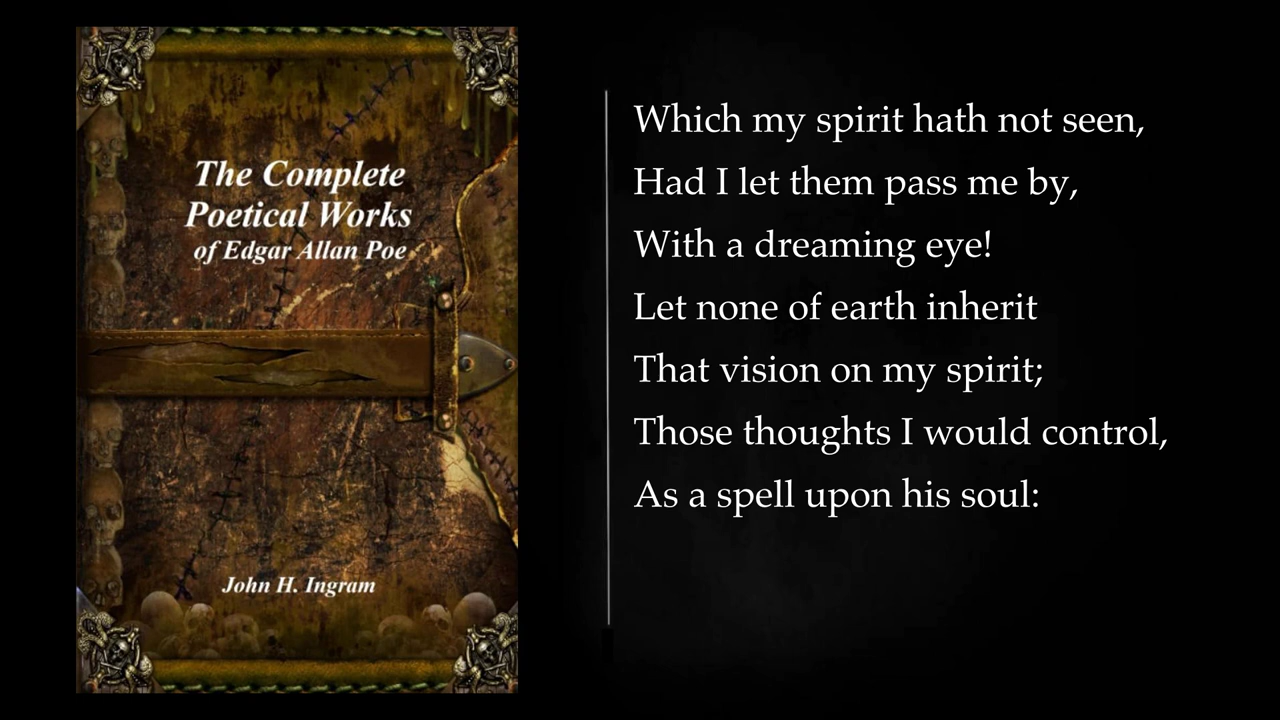 The Complete
Poetical Works
of Edgar Allan Poe
John H. Ingram
Which my spirit hath not seen,
Had I let them pass me by,
With a dreaming eye!
Let none of earth inherit
That vision on my spirit;
Those thoughts I would control,
As a spell upon his soul: